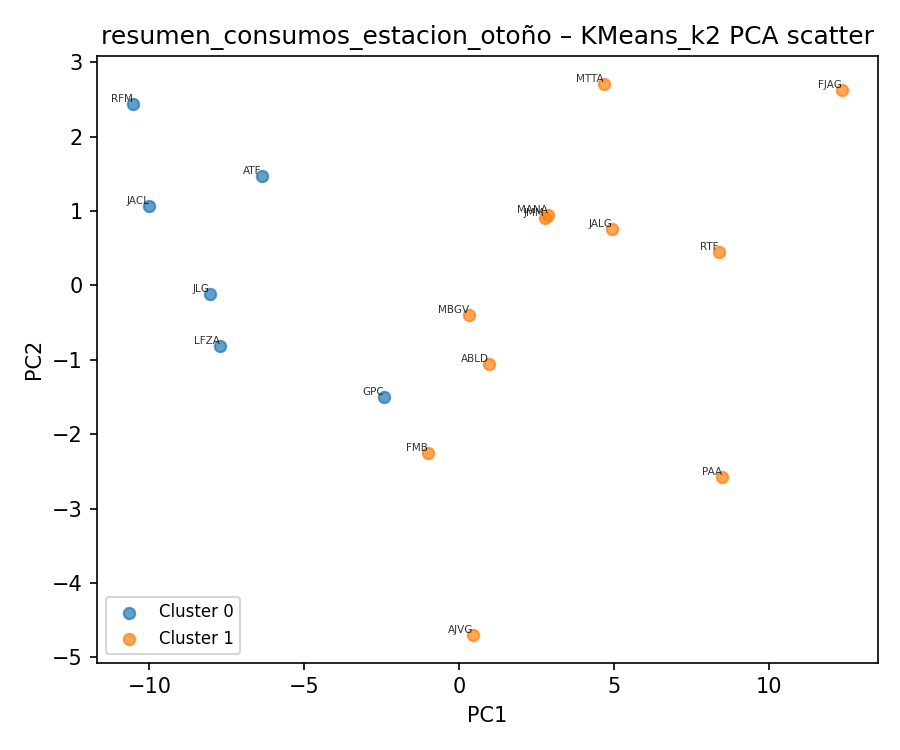 resumen_consumos_estacion_otoño – KMeans_k2 PCA scatter
3
2
1
0
−1
−2
−3
−4
−5
PC2
RFM
MTTA
FJAG
ATF
JACL
MANA
JALG
RTF
JLG
MBGV
LFZA
ABLD
GPC
FMB
PAA
AJVG
Cluster 0
Cluster 1
−10
−5
0
5
10
PC1